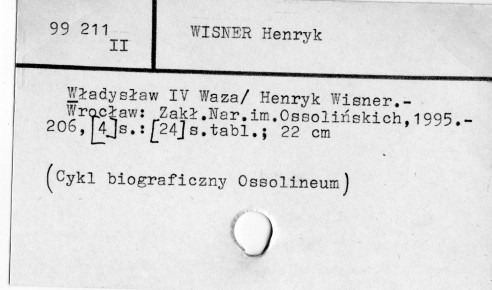 99 211
II
WISNER Henryk
Władysław IV Waza/ Henryk Wisner.-
Wrocław: Zakł.Nar.im.Ossolińskich,1995.-
206,[4]s.:[24]s.tabl.; 22 cm
(Cykl biograficzny Ossolineum)